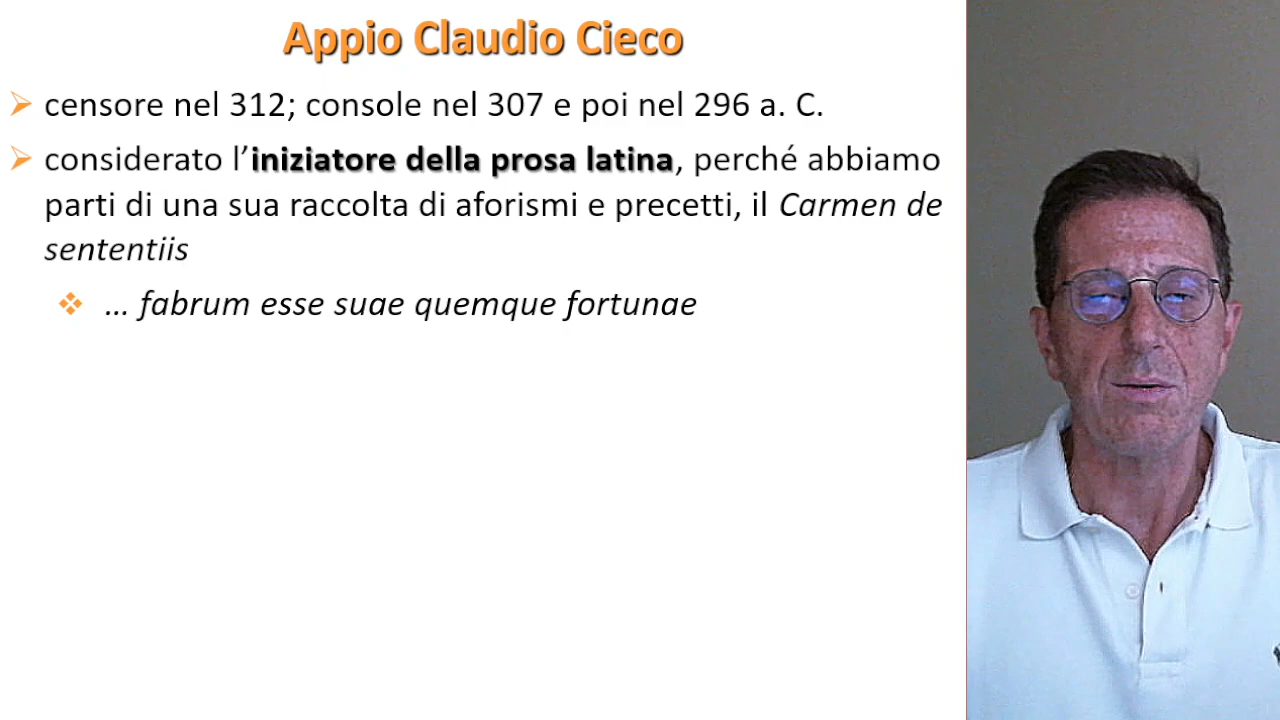 Appio Claudio Cieco
censore nel 312; console nel 307 e poi nel 296 a. C.
considerato l’iniziatore della prosa latina, perché abbiamo
parti di una sua raccolta di aforismi e precetti, il Carmen de
sententiis
… fabrum esse suae quemque fortunae